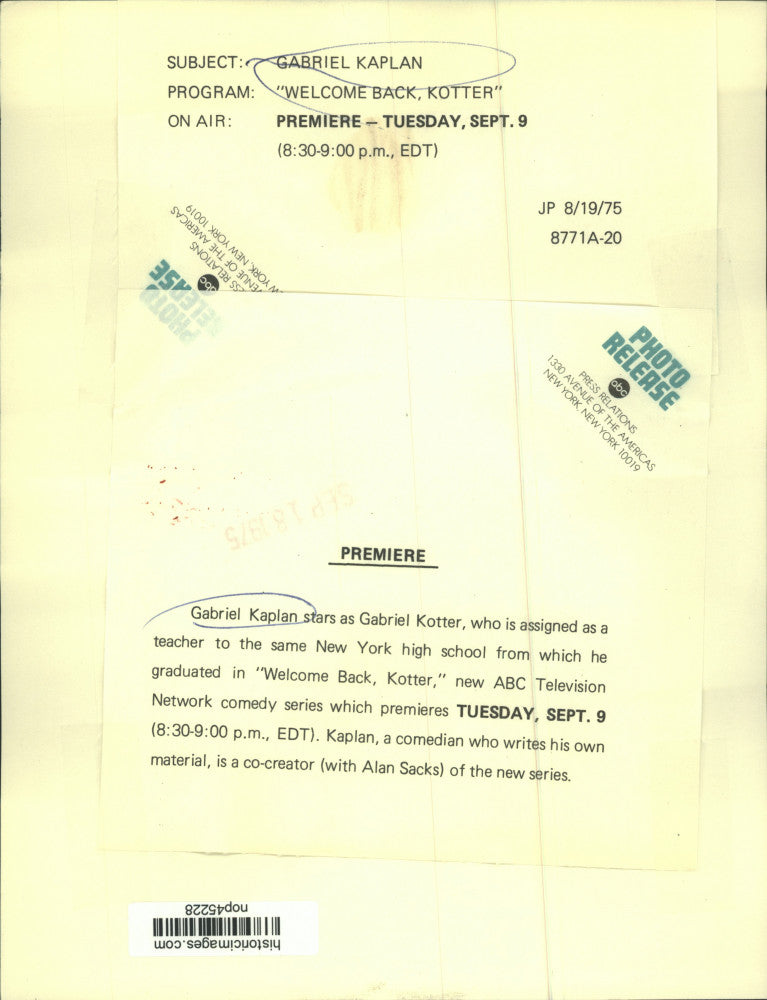 SUBJECT: GABRIEL KAPLAN
PROGRAM: "WELCOME BACK, KOTTER"
ON AIR: PREMIERE — TUESDAY, SEPT. 9
(8:30-9:00 p.m., EDT)
JP 8/19/75
8771A-20
PHOTO
RELEASE
abc
SS RELATIONS
ENUE OF THE AMERICAS
W YORK, NEW YORK 10019
PHOTO
RELEASE
abc
PRESS RELATIONS
1330 AVENUE OF THE AMERICAS
NEW YORK, NEW YORK 10019
SEP 18 1975
PREMIERE
Gabriel Kaplan stars as Gabriel Kotter, who is assigned as a
teacher to the same New York high school from which he
graduated in "Welcome Back, Kotter," new ABC Television
Network comedy series which premieres TUESDAY, SEPT. 9
(8:30-9:00 p.m., EDT). Kaplan, a comedian who writes his own
material, is a co-creator (with Alan Sacks) of the new series.
historicimages.com
nop45228